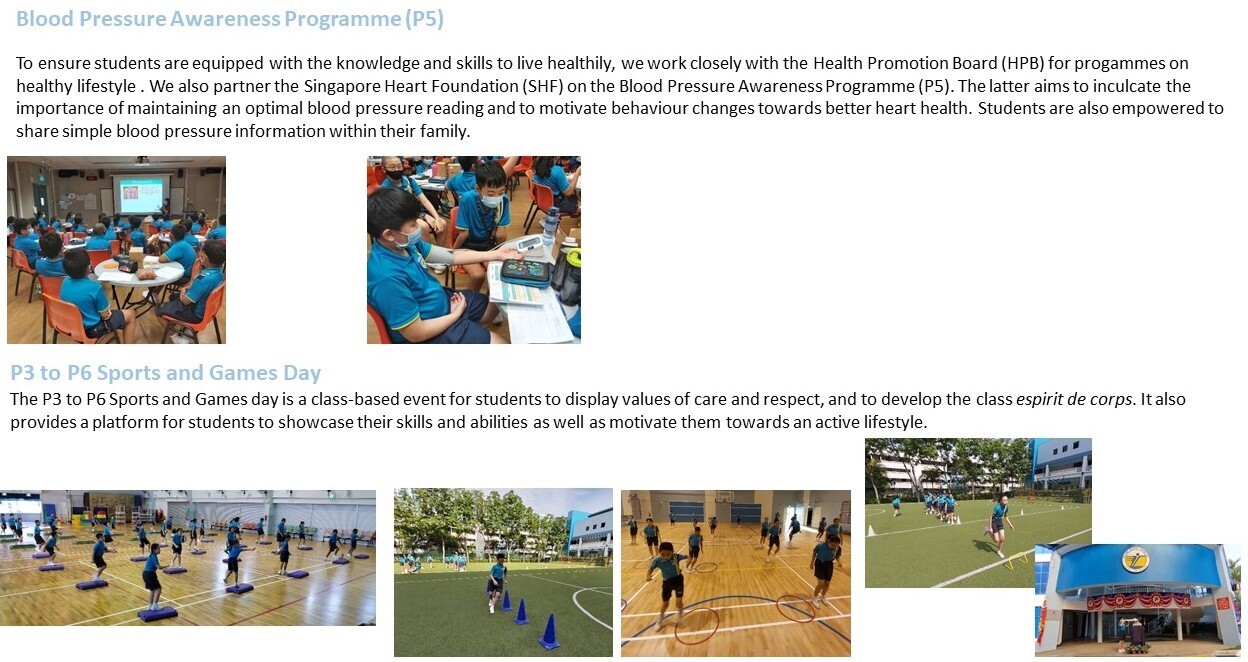 Blood Pressure Awareness Programme (P5)
To ensure students are equipped with the knowledge and skills to live healthily, we work closely with the Health Promotion Board (HPB) for progammes on
healthy lifestyle . We also partner the Singapore Heart Foundation (SHF) on the Blood Pressure Awareness Programme (P5). The latter aims to inculcate the
importance of maintaining an optimal blood pressure reading and to motivate behaviour changes towards better heart health. Students are also empowered to
share simple blood pressure information within their family.
P3 to P6 Sports and Games Day
The P3 to P6 Sports and Games day is a class-based event for students to display values of care and respect, and to develop the class espirit de corps. It also
provides a platform for students to showcase their skills and abilities as well as motivate them towards an active lifestyle.